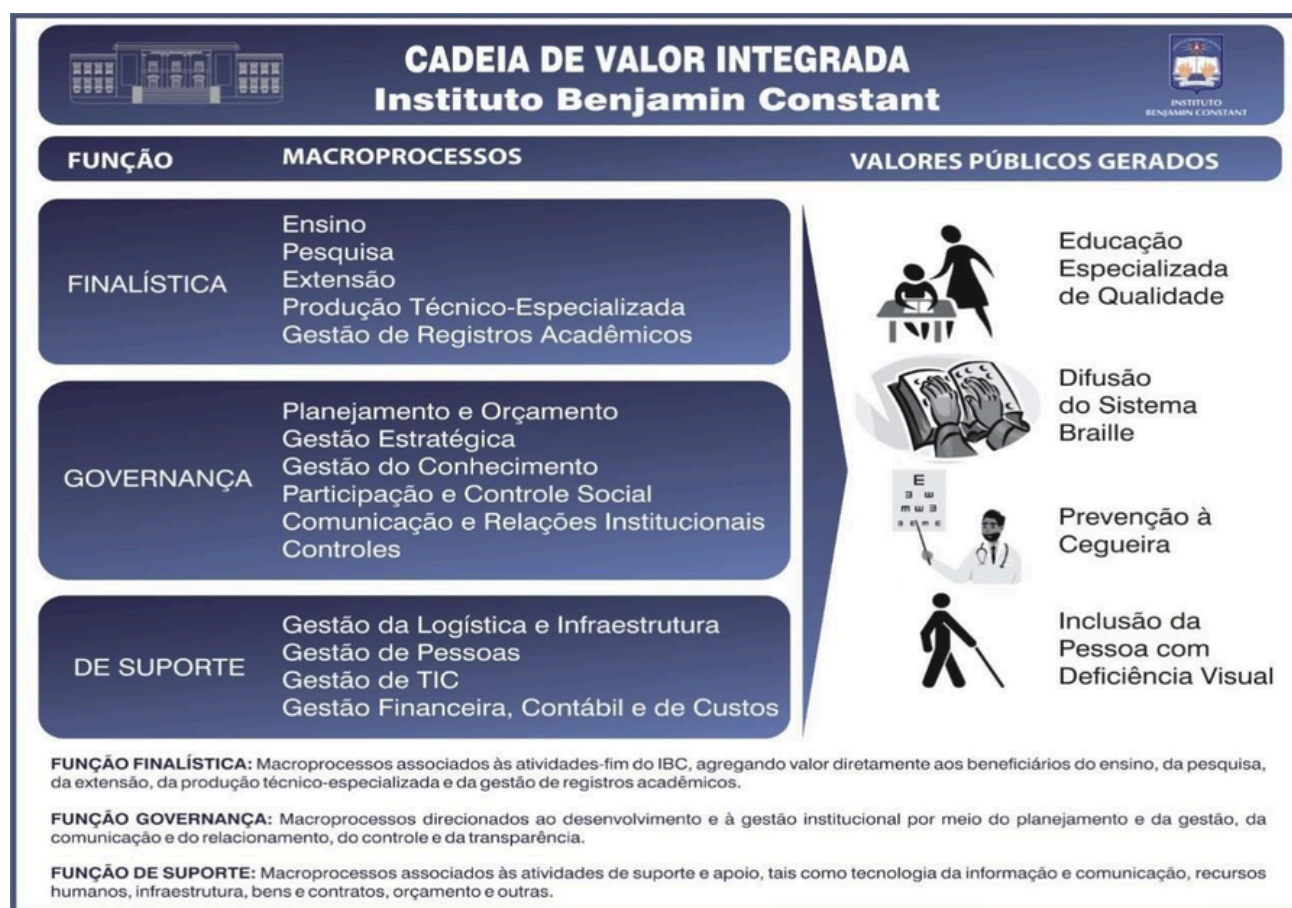 CADEIA DE VALOR INTEGRADA
Instituto Benjamin Constant
INSTITUTO
BENJAMIN CONSTANT
FUNÇÃO
MACROPROCESSOS
VALORES PÚBLICOS GERADOS
FINALÍSTICA
Ensino
Pesquisa
Extensão
Produção Técnico-Especializada
Gestão de Registros Acadêmicos
GOVERNANÇA
Planejamento e Orçamento
Gestão Estratégica
Gestão do Conhecimento
Participação e Controle Social
Comunicação e Relações Institucionais
Controles
DE SUPORTE
Gestão da Logística e Infraestrutura
Gestão de Pessoas
Gestão de TIC
Gestão Financeira, Contábil e de Custos
Educação
Especializada
de Qualidade
Difusão
do Sistema
Braille
E
Prevenção à
Cegueira
Inclusão da
Pessoa com
Deficiência Visual
FUNÇÃO FINALÍSTICA: Macroprocessos associados às atividades-fim do IBC, agregando valor diretamente aos beneficiários do ensino, da pesquisa,
da extensão, da produção técnico-especializada e da gestão de registros acadêmicos.
FUNÇÃO GOVERNANÇA: Macroprocessos direcionados ao desenvolvimento e à gestão institucional por meio do planejamento e da gestão, da
comunicação e do relacionamento, do controle e da transparência.
FUNÇÃO DE SUPORTE: Macroprocessos associados às atividades de suporte e apoio, tais como tecnologia da informação e comunicação, recursos
humanos, infraestrutura, bens e contratos, orçamento e outras.